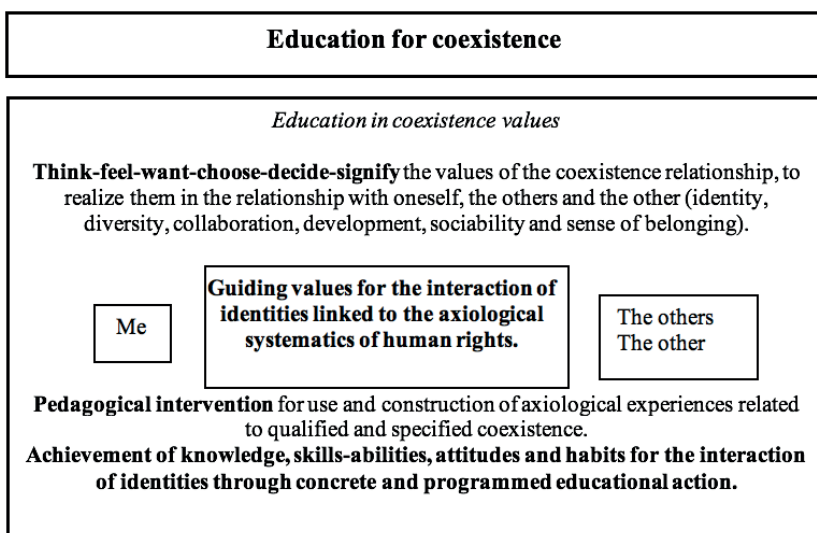 Education for coexistence
Education in coexistence values
Think-feel-want-choose-decide-signify the values of the coexistence relationship, to
realize them in the relationship with oneself, the others and the other (identity,
diversity, collaboration, development, sociability and sense of belonging).
Me
Guiding values for the interaction of
identities linked to the axiological
systematics of human rights.
The others
The other
Pedagogical intervention for use and construction of axiological experiences related
to qualified and specified coexistence.
Achievement of knowledge, skills-abilities, attitudes and habits for the interaction
of identities through concrete and programmed educational action.